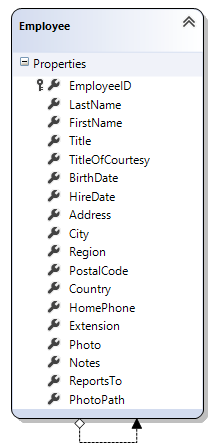 Employee
Properties
EmployeeID
LastName
FirstName
Title
TitleOfCourtesy
BirthDate
HireDate
Address
City
Region
PostalCode
Country
HomePhone
Extension
Photo
Notes
ReportsTo
PhotoPath